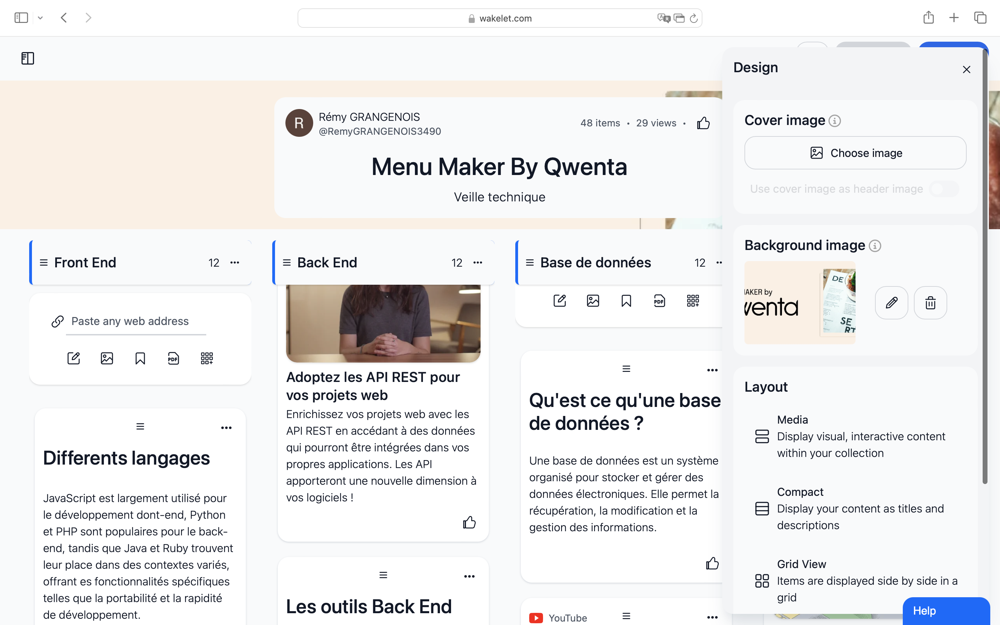 wakelet.com
Rémy GRANGENOIS
@RemyGRANGENOIS3490
48 items • 29 views •
R
Menu Maker By Qwenta
Veille technique
Front End 12
Paste any web address
PDF
Differents langages
JavaScript est largement utilisé pour
le développement dont-end, Python
et PHP sont populaires pour le back-
end, tandis que Java et Ruby trouvent
leur place dans des contextes variés,
offrant es fonctionnalités spécifiques
telles que la portabilité et la rapidité
de développement.
Back End 12
Adoptez les API REST pour
vos projets web
Enrichissez vos projets web avec les
API REST en accédant à des données
qui pourront être intégrées dans vos
propres applications. Les API
apporteront une nouvelle dimension à
vos logiciels !
Les outils Back End
Base de données 12
PDF
Qu'est ce qu'une base
de données ?
Une base de données est un système
organisé pour stocker et gérer des
données électroniques. Elle permet la
récupération, la modification et la
gestion des informations.
YouTube
Design
Cover image
Choose image
Use cover image as header image
Background image
AKER by
wenta
DE
SE
RT
Layout
Media
Display visual, interactive content
within your collection
Compact
Display your content as titles and
descriptions
Grid View
Items are displayed side by side in a
grid
Help